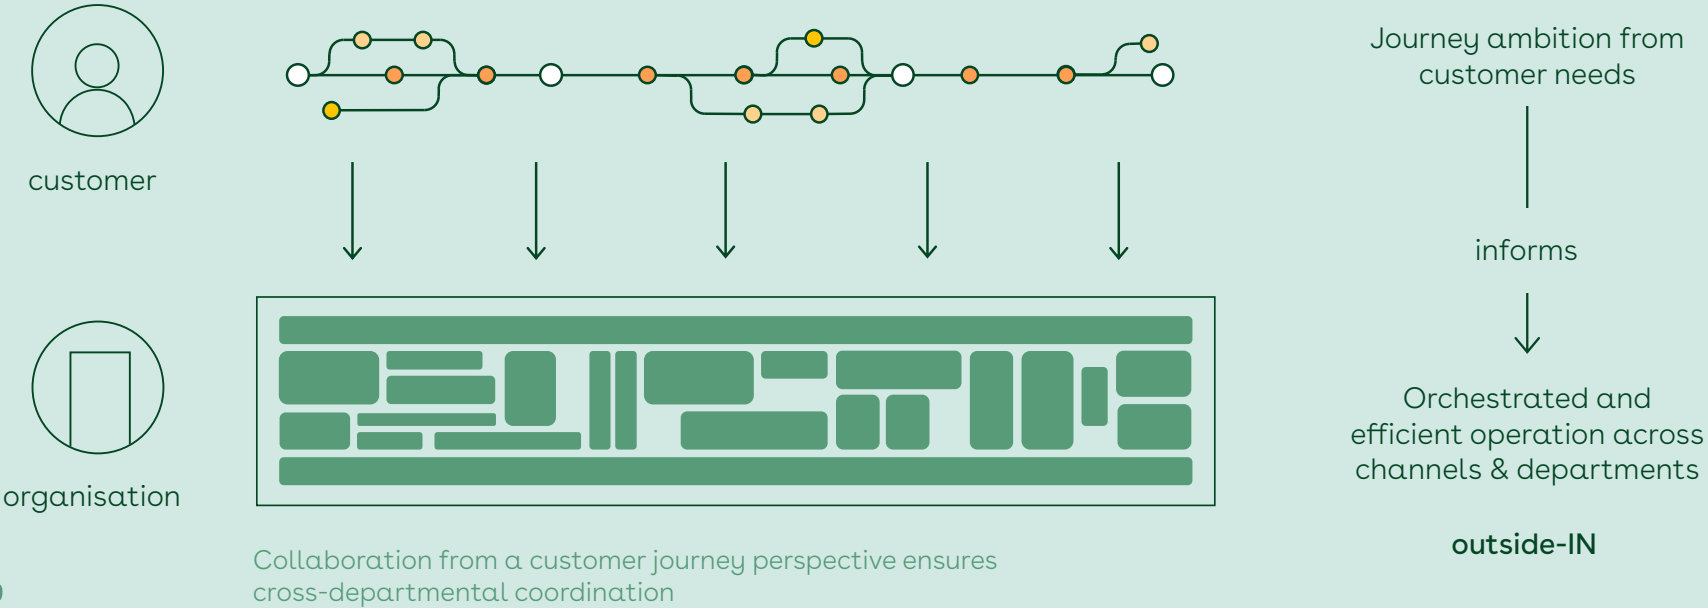 customer
Journey ambition from
customer needs
informs
organisation
Orchestrated and
efficient operation across
channels & departments
outside-IN
Collaboration from a customer journey perspective ensures
cross-departmental coordination